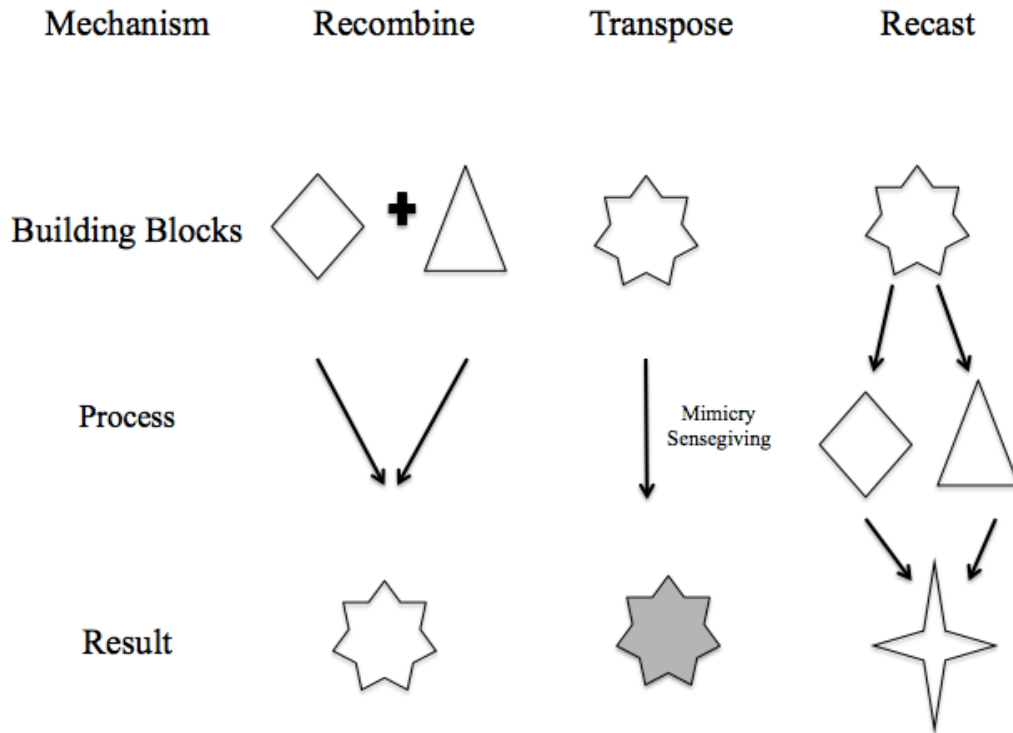 Mechanism Recombine Transpose Recast
Building Blocks
Process
Mimicry
Sensegiving
Result